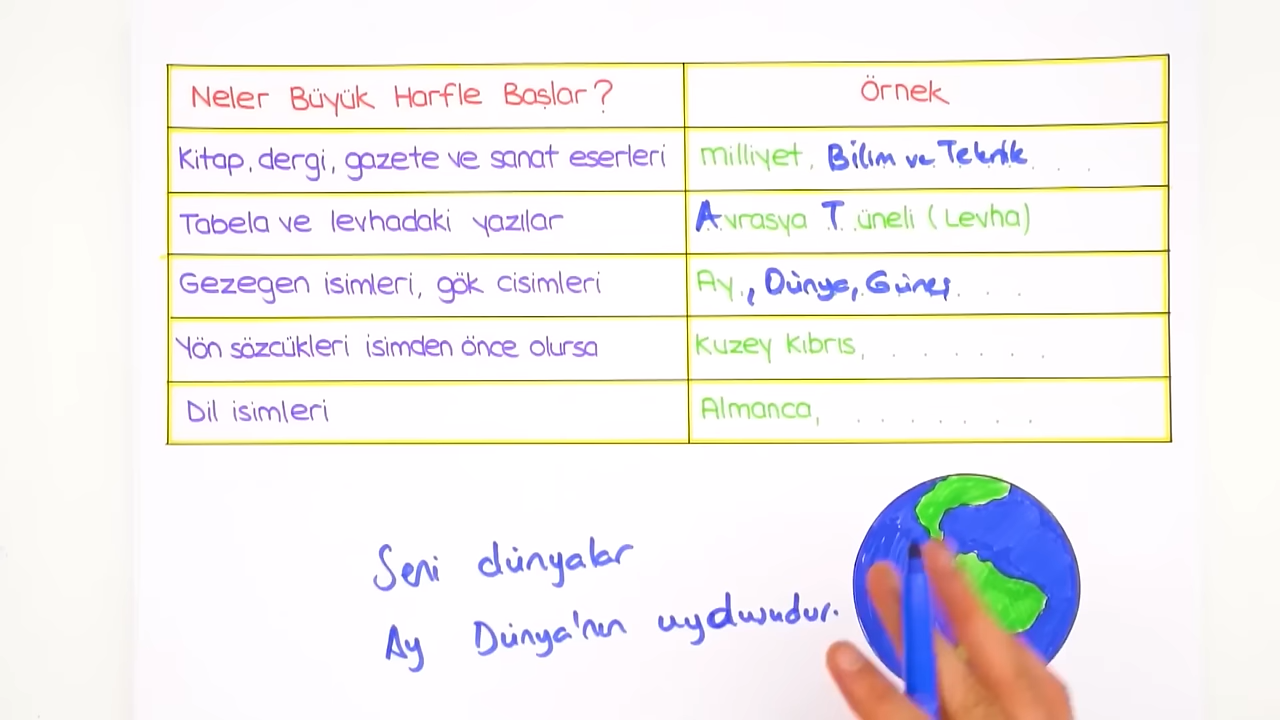 Neler Büyük Harfle Başlar?
Örnek
Kitap, dergi, gazete ve sanat eserleri
milliyet, Bilim ve Teknik . .
Tabela ve levhadaki yazılar
Avrasya Tüneli (Levha)
Gezegen isimleri, gök cisimleri
Ay, Dünya, Güneş . . .
Yön sözcükleri isimden önce olursa
Kuzey Kıbrıs, . . . . . . .
Dil isimleri
Almanca, . . . . . . .
Seni dünyalar
Ay Dünya'nın uydusudur.